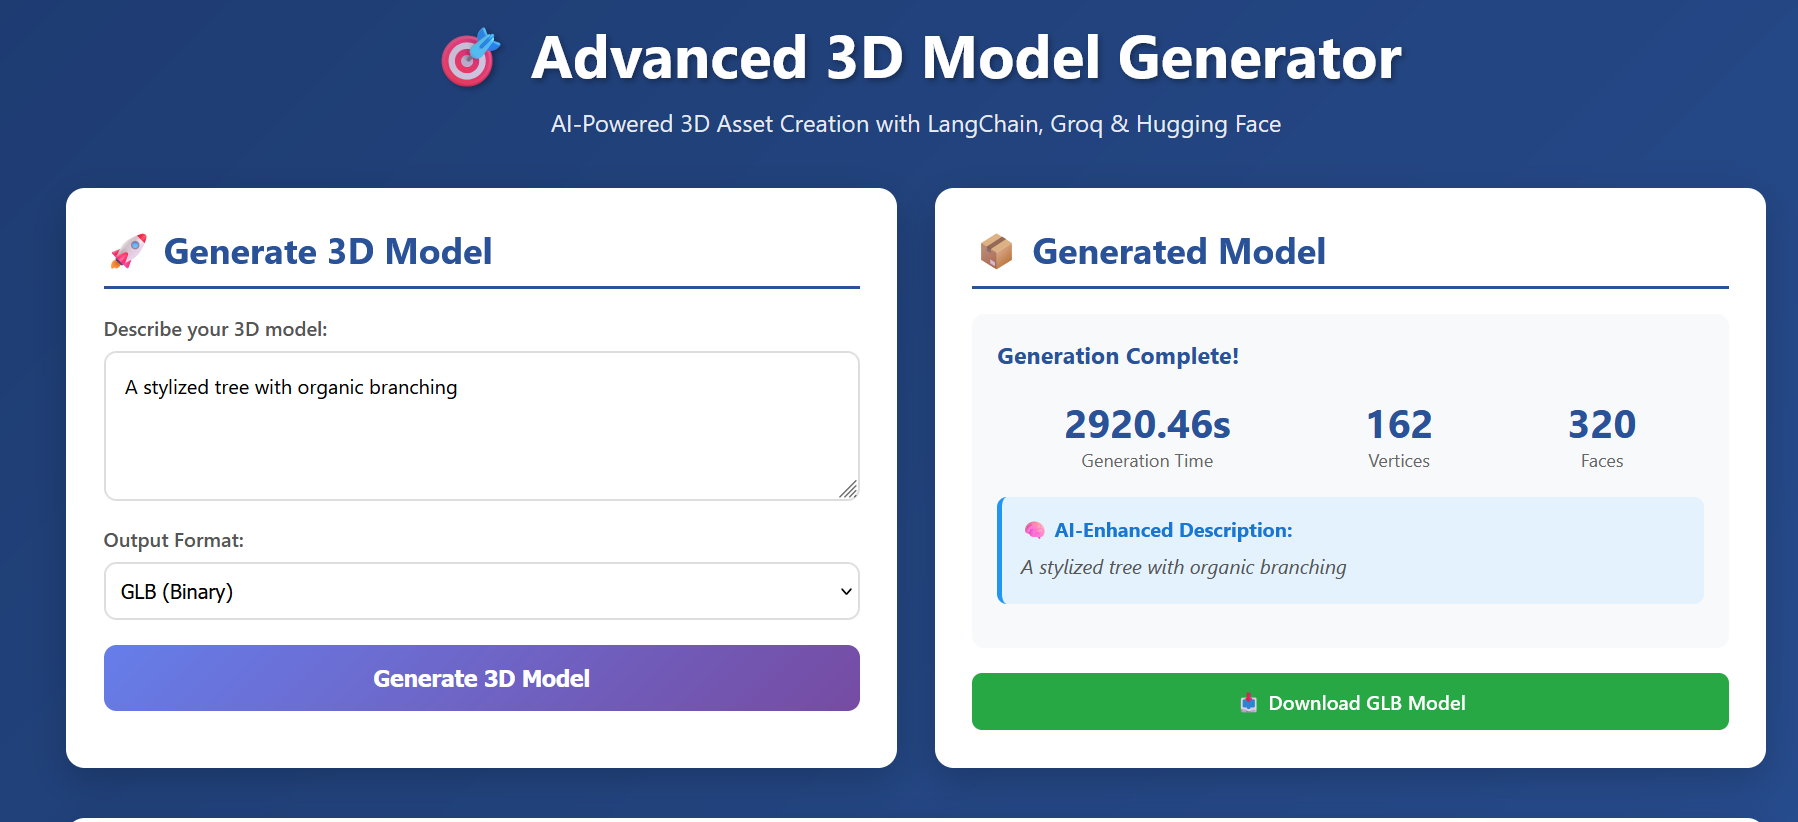 🎯 Advanced 3D Model Generator
AI-Powered 3D Asset Creation with LangChain, Groq & Hugging Face
🚀 Generate 3D Model
Describe your 3D model:
A stylized tree with organic branching
Output Format:
GLB (Binary)
Generate 3D Model
📦 Generated Model
Generation Complete!
2920.46s
Generation Time
162
Vertices
320
Faces
🧠 AI-Enhanced Description:
A stylized tree with organic branching
📥 Download GLB Model